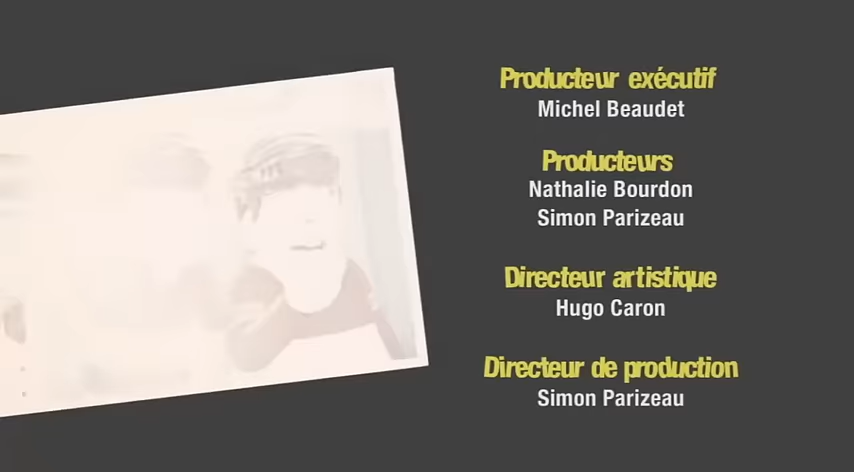 Producteur exécutif
Michel Beaudet
Producteurs
Nathalie Bourdon
Simon Parizeau
Directeur artistique
Hugo Caron
Directeur de production
Simon Parizeau